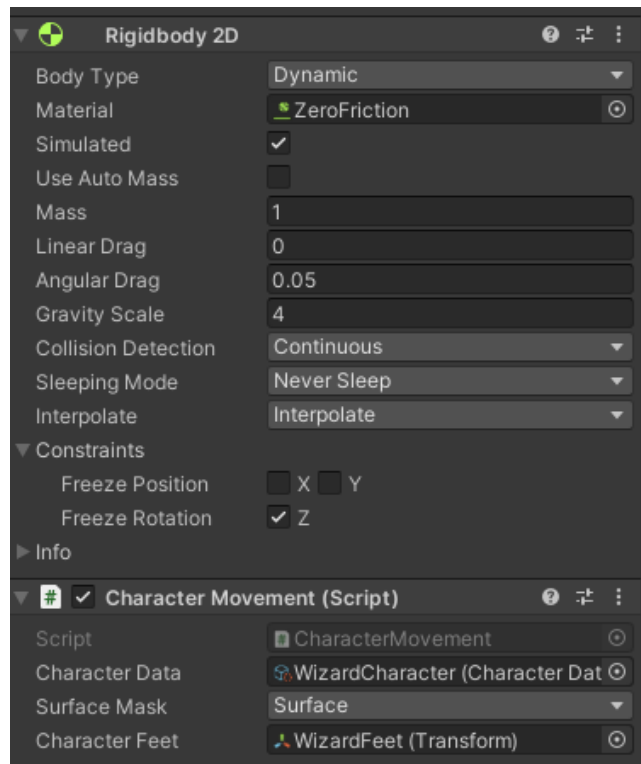 Rigidbody 2D
Body Type Dynamic
Material ZeroFriction
Simulated
Use Auto Mass
Mass 1
Linear Drag 0
Angular Drag 0.05
Gravity Scale 4
Collision Detection Continuous
Sleeping Mode Never Sleep
Interpolate Interpolate
Constraints
Freeze Position X Y
Freeze Rotation Z
Info
# Character Movement (Script)
Script # CharacterMovement
Character Data WizardCharacter (Character Dat
Surface Mask Surface
Character Feet WizardFeet (Transform)